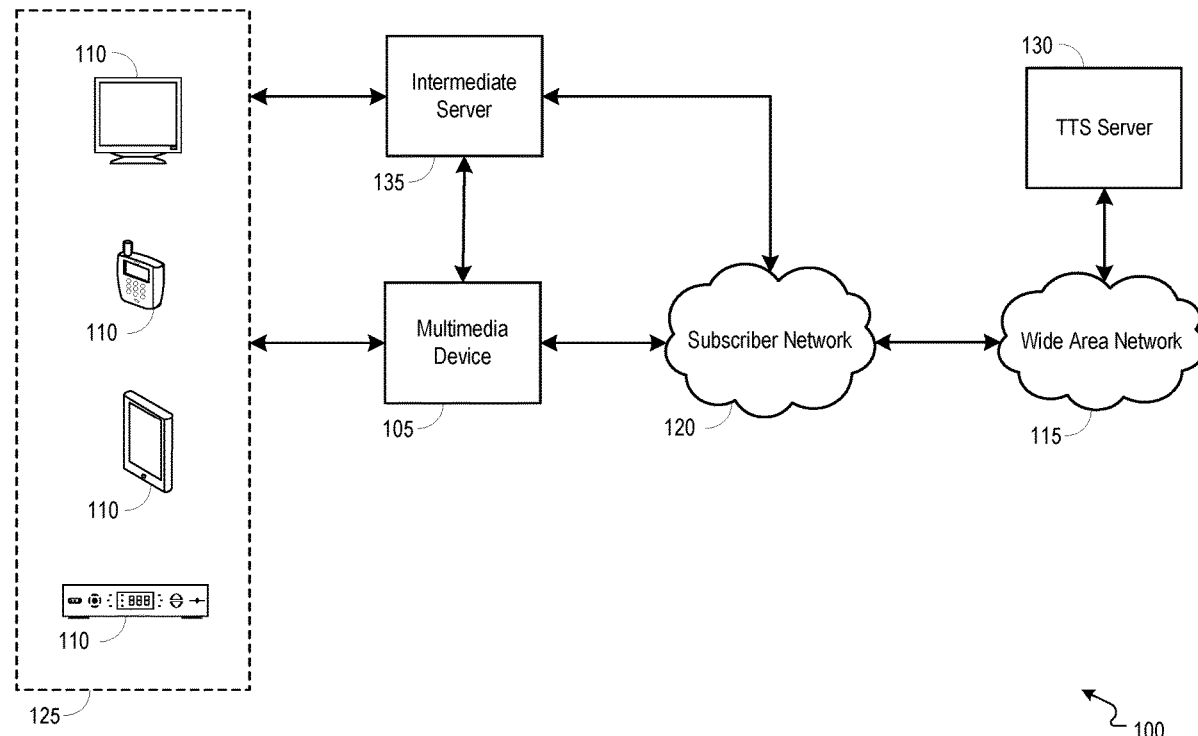 110
Intermediate
Server
135
130
TTS Server
110
Multimedia
Device
105
Subscriber Network
120
Wide Area Network
115
110
888
110
125
100